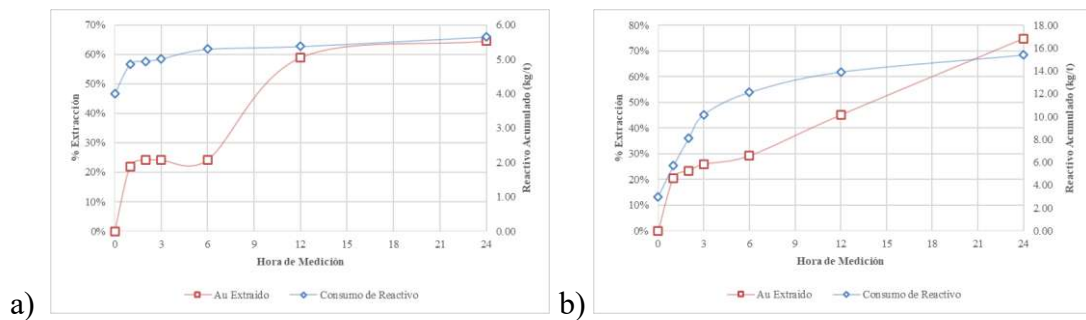 a)
70%
60%
50%
40%
30%
20%
10%
0%
% Extracción
6.00
5.00
4.00
3.00
2.00
1.00
0.00
Reactivo Acumulado (kg/t)
0 3 6 9 12 15 18 21 24
Hora de Medición
Au Extraido Consumo de Reactivo
b)
80%
70%
60%
50%
40%
30%
20%
10%
0%
% Extracción
18.00
16.00
14.00
12.00
10.00
8.00
6.00
4.00
2.00
0.00
Reactivo Acumulado (kg/t)
0 3 6 9 12 15 18 21 24
Hora de Medición
Au Extraido Consumo de Reactivo